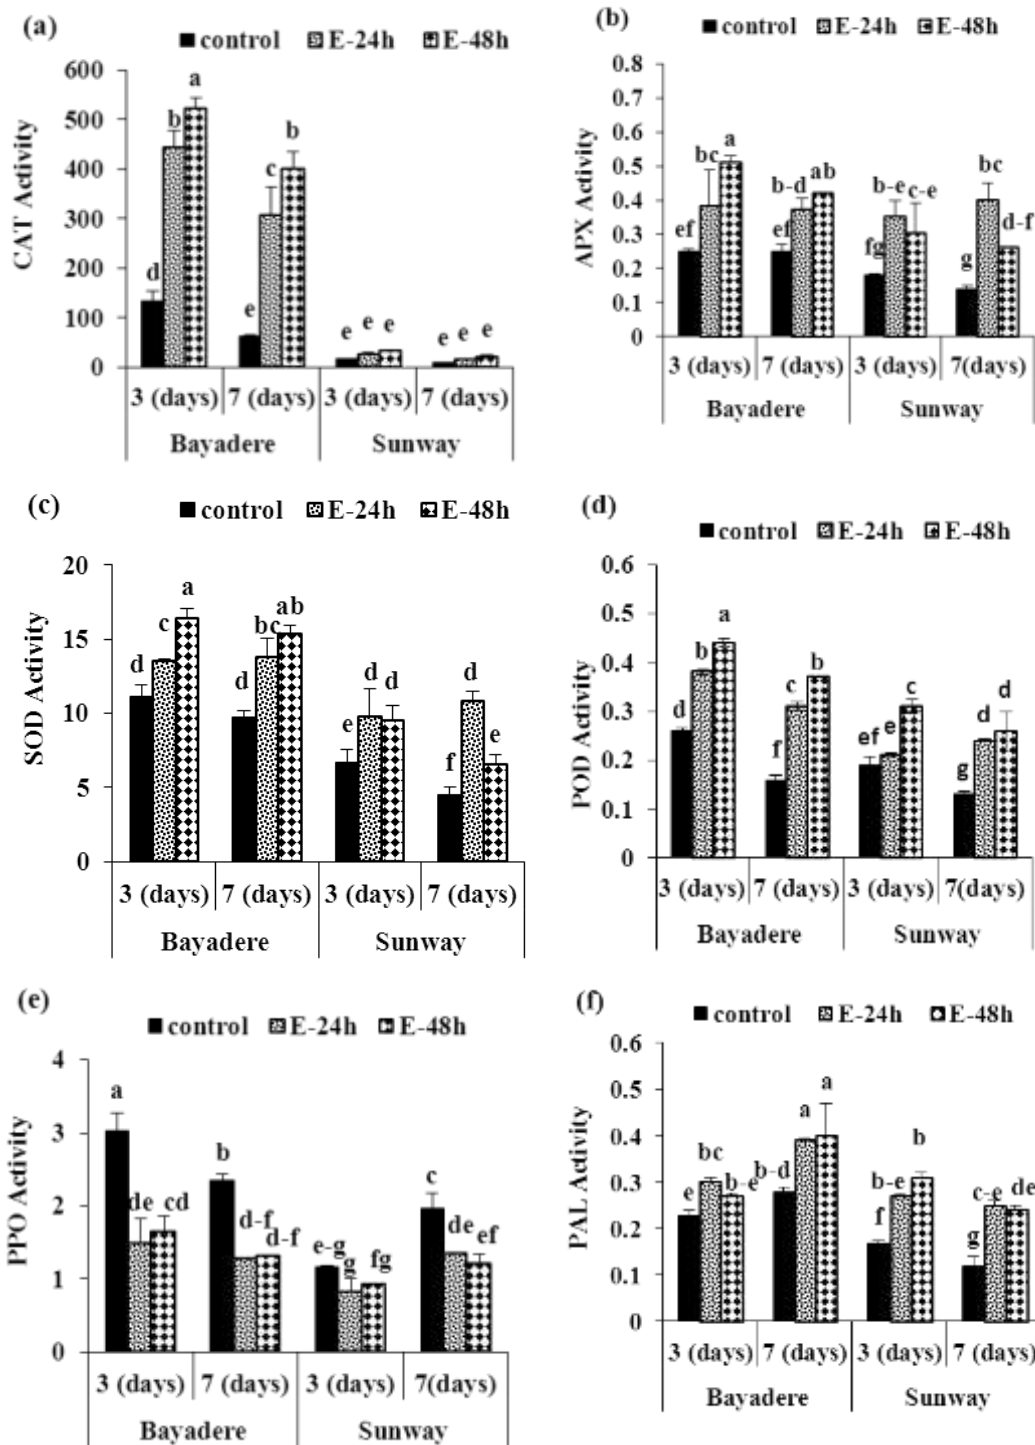 (a)
control E-24h E-48h
CAT Activity
600
500
400
300
200
100
0
d b a
e c b
e e e
e e e
3 (days) 7 (days) 3 (days) 7 (days)
Bayadere Sunway
(b)
control E-24h E-48h
APX Activity
0.8
0.7
0.6
0.5
0.4
0.3
0.2
0.1
0
ef bc a
ef b-d ab
fg b-e c-e
g bc d-f
3 (days) 7 (days) 3 (days) 7(days)
Bayadere Sunway
(c)
control E-24h E-48h
SOD Activity
20
15
10
5
0
d c a
d bc ab
e d d
f d e
3 (days) 7 (days) 3 (days) 7 (days)
Bayadere Sunway
(d)
control E-24h E-48h
POD Activity
0.6
0.5
0.4
0.3
0.2
0.1
0
d b a
f c b
ef e c
g d d
3 (days) 7 (days) 3 (days) 7(days)
Bayadere Sunway
(e)
control E-24h E-48h
PPO Activity
4
3
2
1
0
a de cd
b d-f d-f
e-g g fg
c de ef
3 (days) 7 (days) 3 (days) 7(days)
Bayadere Sunway
(f)
control E-24h E-48h
PAL Activity
0.6
0.5
0.4
0.3
0.2
0.1
0
e bc b-e
b-d a a
f b-e b
g c-e de
3 (days) 7 (days) 3 (days) 7 (days)
Bayadere Sunway